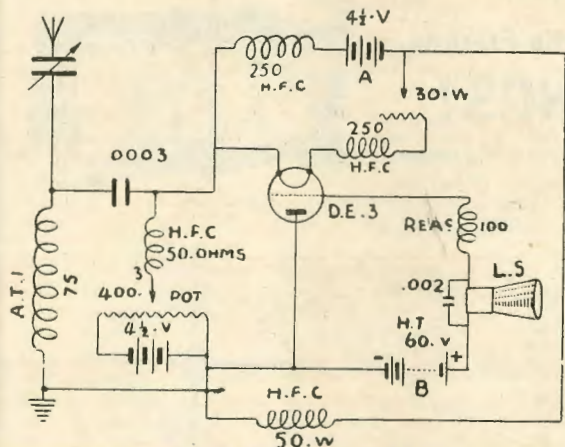 4½.V
A
250
H.F.C
30.W
250
H.F.C
.0003
D.E.3
REAS
100
H.F.C
50.OHMS
3
A.T.I
75
400.
POT
4½.V
.002
L.S
H.T
60.V
-
+
B
H.F.C
50.W